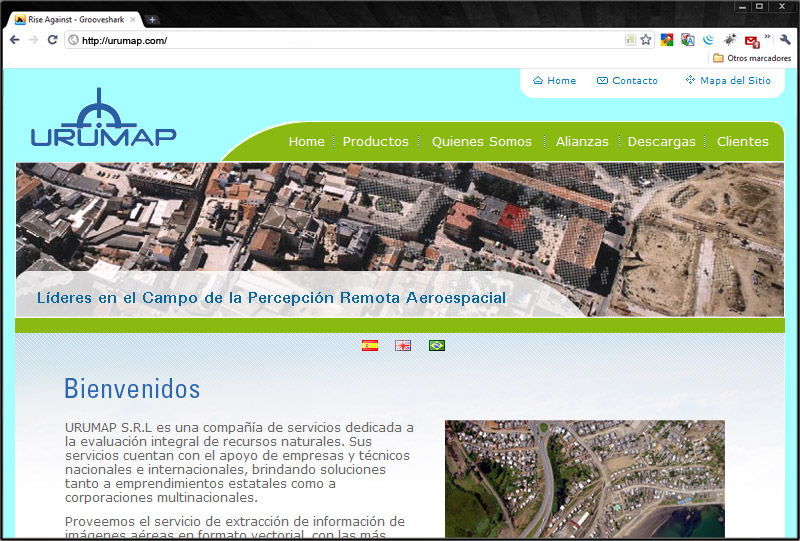 Rise Against - Grooveshark
http://urumap.com/
Otros marcadores
Home Contacto Mapa del Sitio
URUMAP
Home Productos Quienes Somos Alianzas Descargas Clientes
Líderes en el Campo de la Percepción Remota Aeroespacial
Bienvenidos
URUMAP S.R.L es una compañía de servicios dedicada a
la evaluación integral de recursos naturales. Sus
servicios cuentan con el apoyo de empresas y técnicos
nacionales e internacionales, brindando soluciones
tanto a emprendimientos estatales como a
corporaciones multinacionales.
Proveemos el servicio de extracción de información de
imágenes aéreas en formato vectorial, con las más